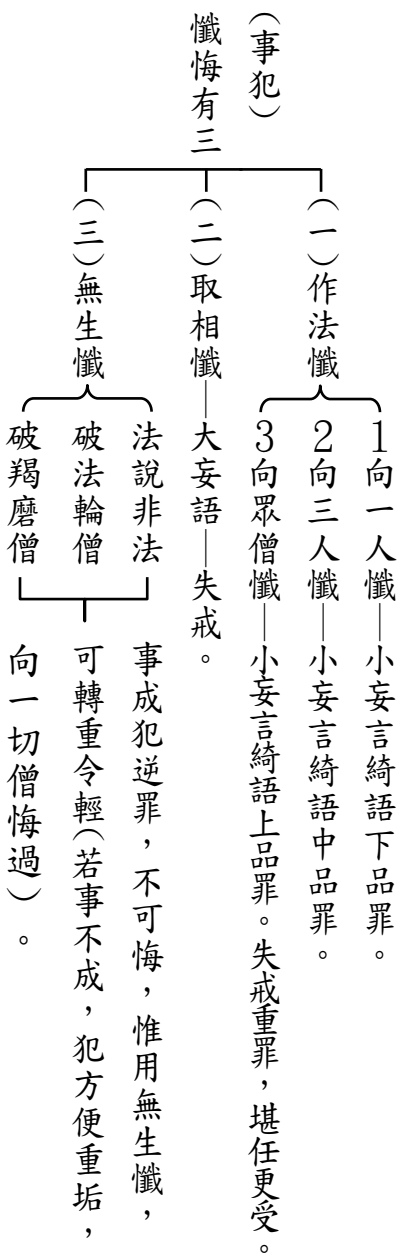 （事犯）
懺悔有三
（一）作法懺
1向一人懺—小妄言綺語下品罪。
2向三人懺—小妄言綺語中品罪。
3向眾僧懺—小妄言綺語上品罪。失戒重罪，堪任更受。
（二）取相懺—大妄語—失戒。
（三）無生懺
法說非法
破法輪僧
破羯磨僧
事成犯逆罪，不可悔，惟用無生懺，
可轉重令輕（若事不成，犯方便重垢，
向一切僧悔過）。